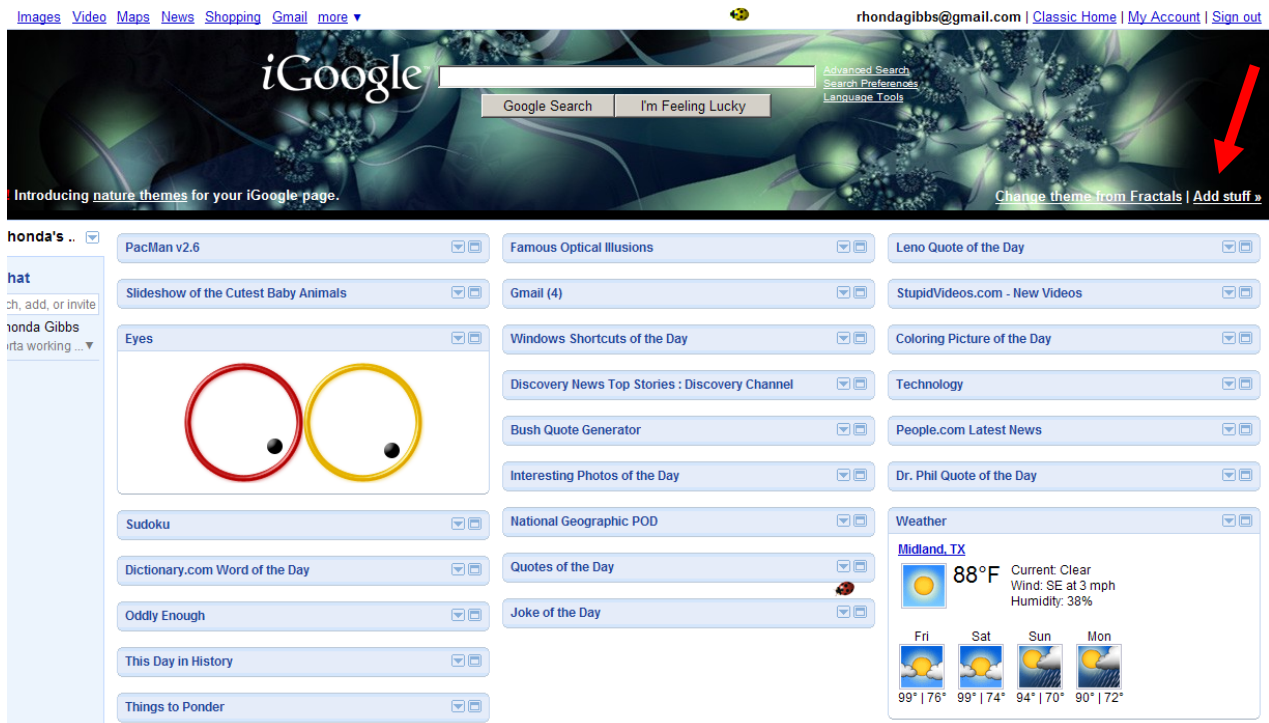 Images Video Maps News Shopping Gmail more ▼
rhondagibbs@gmail.com | Classic Home | My Account | Sign out
iGoogle
Advanced Search
Search Preferences
Language Tools
Google Search I'm Feeling Lucky
! Introducing nature themes for your iGoogle page.
Change theme from Fractals | Add stuff »
honda's ..
hat
ch, add, or invite
honda Gibbs
orta working ...▼
PacMan v2.6
Slideshow of the Cutest Baby Animals
Eyes
Sudoku
Dictionary.com Word of the Day
Oddly Enough
This Day in History
Things to Ponder
Famous Optical Illusions
Gmail (4)
Windows Shortcuts of the Day
Discovery News Top Stories : Discovery Channel
Bush Quote Generator
Interesting Photos of the Day
National Geographic POD
Quotes of the Day
Joke of the Day
Leno Quote of the Day
StupidVideos.com - New Videos
Coloring Picture of the Day
Technology
People.com Latest News
Dr. Phil Quote of the Day
Weather
Midland, TX
88°F
Current: Clear
Wind: SE at 3 mph
Humidity: 38%
Fri Sat Sun Mon
99° | 76° 99° | 74° 94° | 70° 90° | 72°